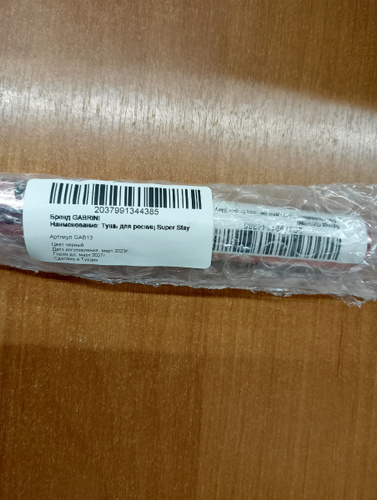 2037991344385
Бренд GABRINI
Наименование: Тушь для ресниц Super Stay
Артикул GAB13
Цвет черный
Дата изготовления: март 2023г
Годен до: март 2027г
Сделано в Турции